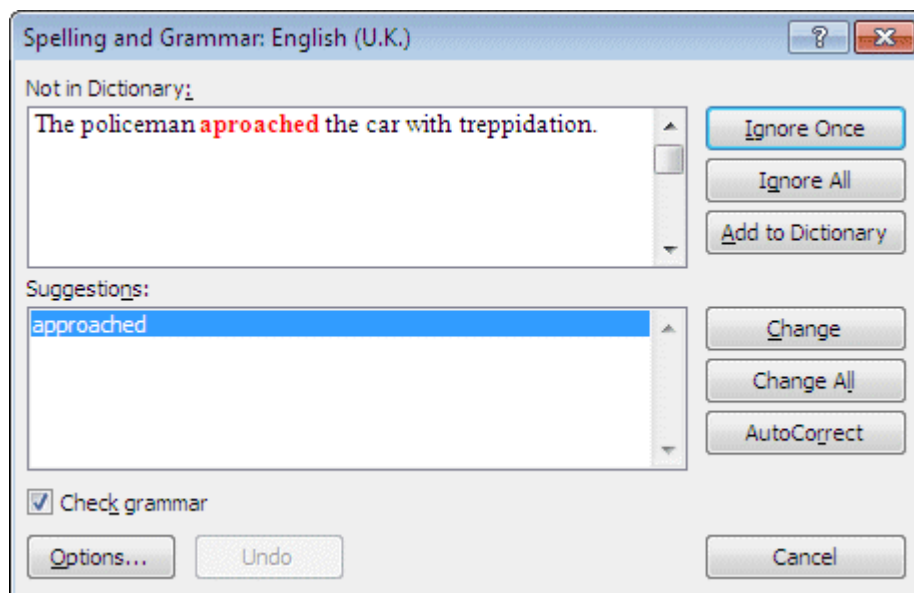 Spelling and Grammar: English (U.K.)
Not in Dictionary:
The policeman aproached the car with treppidation.
Ignore Once
Ignore All
Add to Dictionary
Suggestions:
approached
Change
Change All
AutoCorrect
Check grammar
Options...
Undo
Cancel